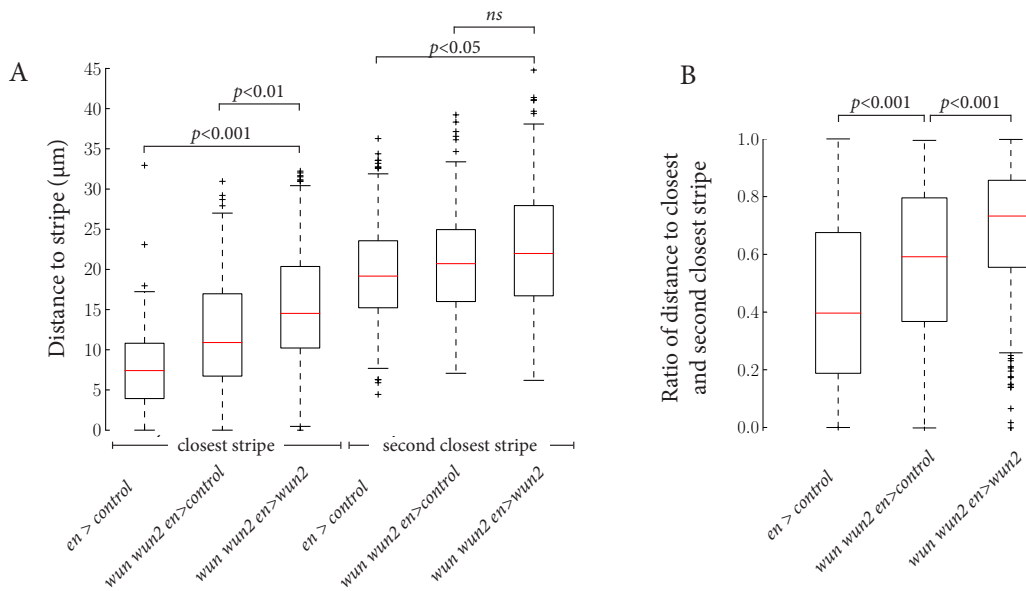 A
Distance to stripe (µm)
45
40
35
30
25
20
15
10
5
0
p<0.001
p<0.01
p<0.05
ns
closest stripe
second closest stripe
en > control
wun wun2 en>control
wun wun2 en>wun2
en > control
wun wun2 en>control
wun wun2 en>wun2
B
Ratio of distance to closest
and second closest stripe
1.0
0.8
0.6
0.4
0.2
0.0
p<0.001
p<0.001
en > control
wun wun2 en>control
wun wun2 en>wun2